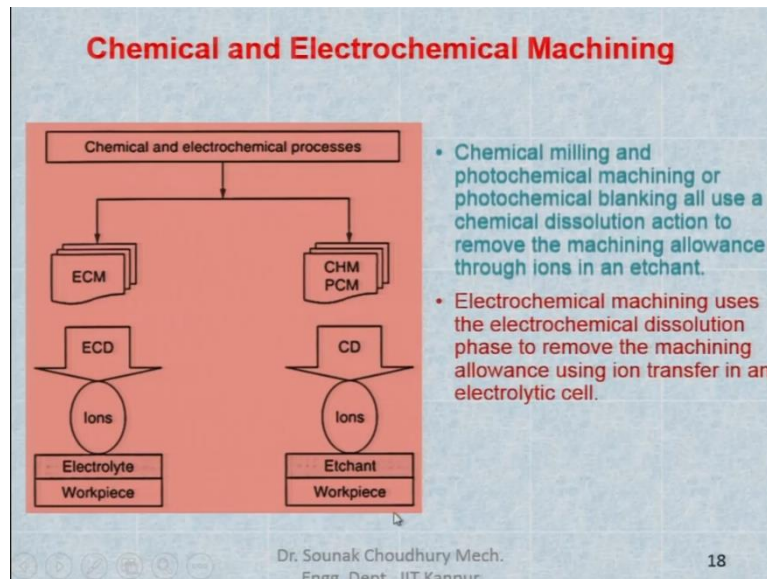 Chemical and Electrochemical Machining
Chemical and electrochemical processes
ECM
CHM
PCM
ECD
CD
Ions
Ions
Electrolyte
Etchant
Workpiece
Workpiece
• Chemical milling and
photochemical machining or
photochemical blanking all use a
chemical dissolution action to
remove the machining allowance
through ions in an etchant.
• Electrochemical machining uses
the electrochemical dissolution
phase to remove the machining
allowance using ion transfer in an
electrolytic cell.
Dr. Sounak Choudhury Mech.
Engg. Dept. IIT Kanpur
18